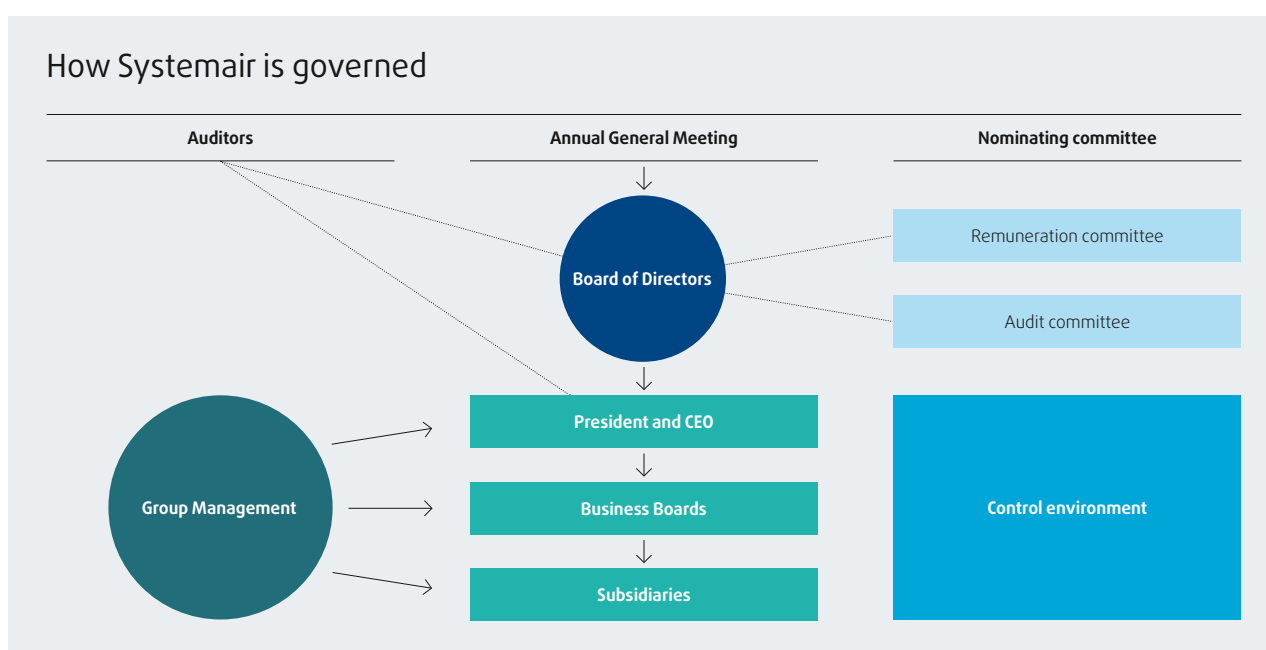 How Systemair is governed
Auditors
Annual General Meeting
Nominating committee
Board of Directors
Remuneration committee
Audit committee
President and CEO
Group Management
Business Boards
Control environment
Subsidiaries